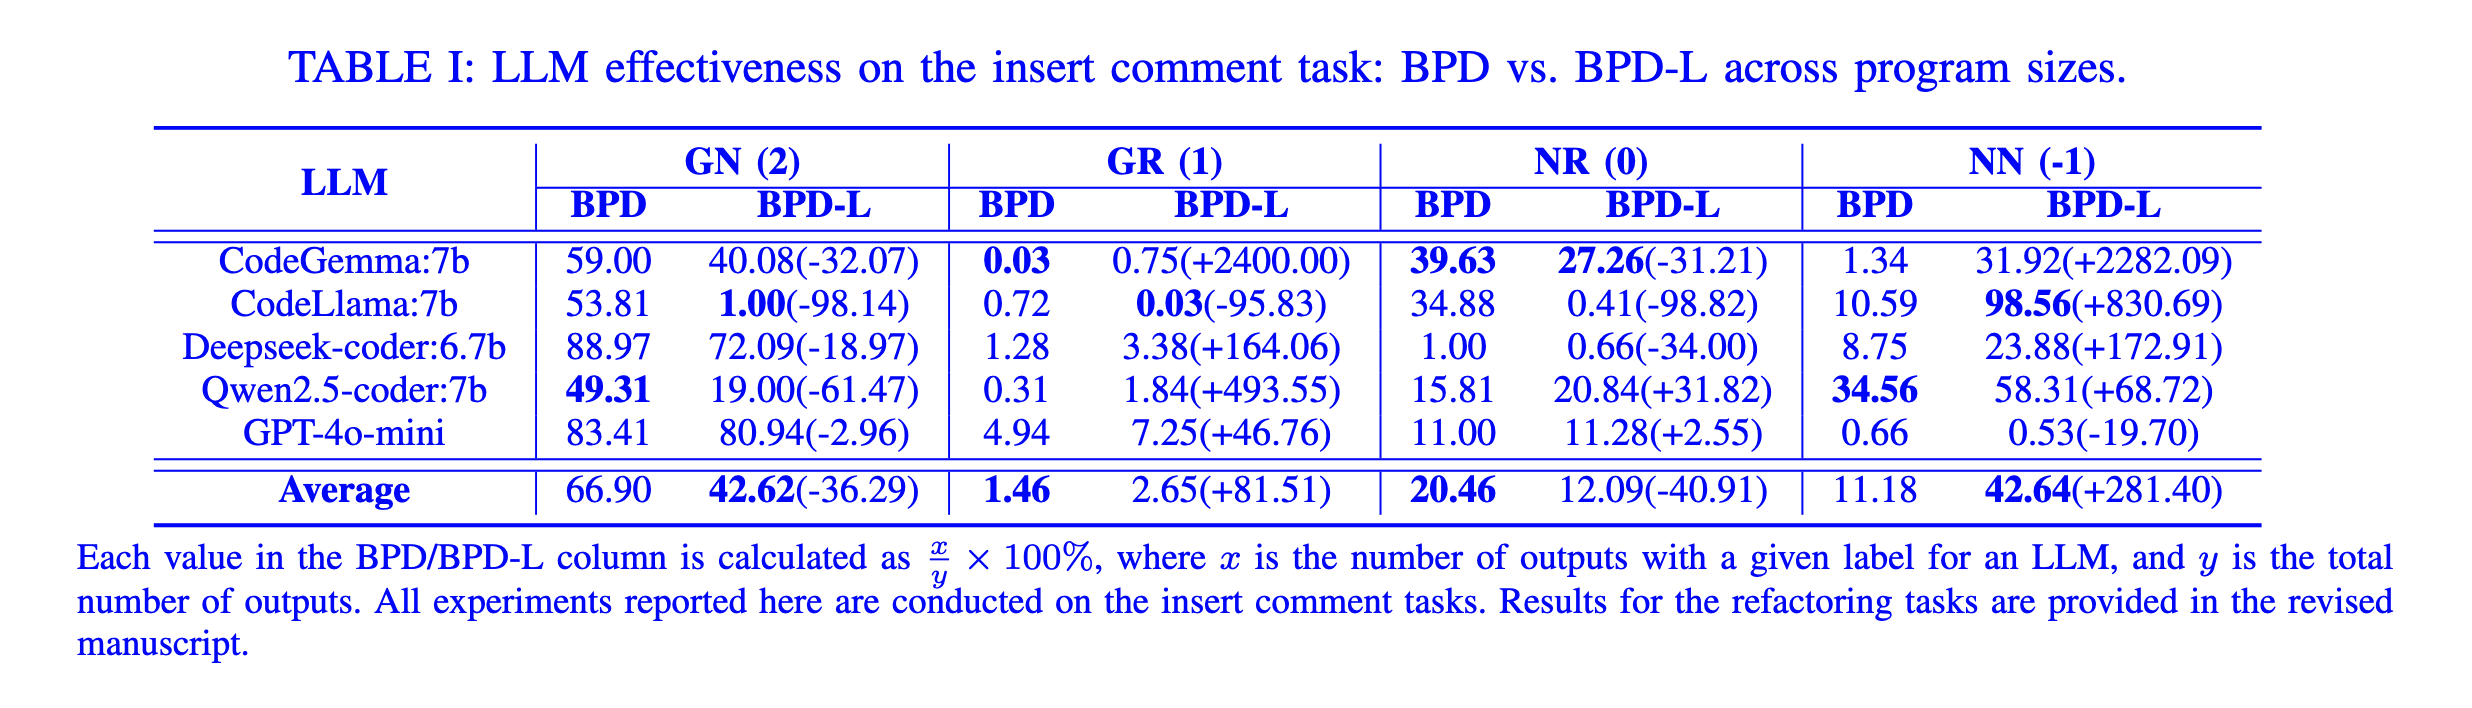 TABLE I: LLM effectiveness on the insert comment task: BPD vs. BPD-L across program sizes.
LLM GN (2) GR (1) NR (0) NN (-1)
BPD BPD-L BPD BPD-L BPD BPD-L BPD BPD-L
CodeGemma:7b 59.00 40.08(-32.07) 0.03 0.75(+2400.00) 39.63 27.26(-31.21) 1.34 31.92(+2282.09)
CodeLlama:7b 53.81 1.00(-98.14) 0.72 0.03(-95.83) 34.88 0.41(-98.82) 10.59 98.56(+830.69)
Deepseek-coder:6.7b 88.97 72.09(-18.97) 1.28 3.38(+164.06) 1.00 0.66(-34.00) 8.75 23.88(+172.91)
Qwen2.5-coder:7b 49.31 19.00(-61.47) 0.31 1.84(+493.55) 15.81 20.84(+31.82) 34.56 58.31(+68.72)
GPT-4o-mini 83.41 80.94(-2.96) 4.94 7.25(+46.76) 11.00 11.28(+2.55) 0.66 0.53(-19.70)
Average 66.90 42.62(-36.29) 1.46 2.65(+81.51) 20.46 12.09(-40.91) 11.18 42.64(+281.40)
Each value in the BPD/BPD-L column is calculated as x/y × 100%, where x is the number of outputs with a given label for an LLM, and y is the total
number of outputs. All experiments reported here are conducted on the insert comment tasks. Results for the refactoring tasks are provided in the revised
manuscript.